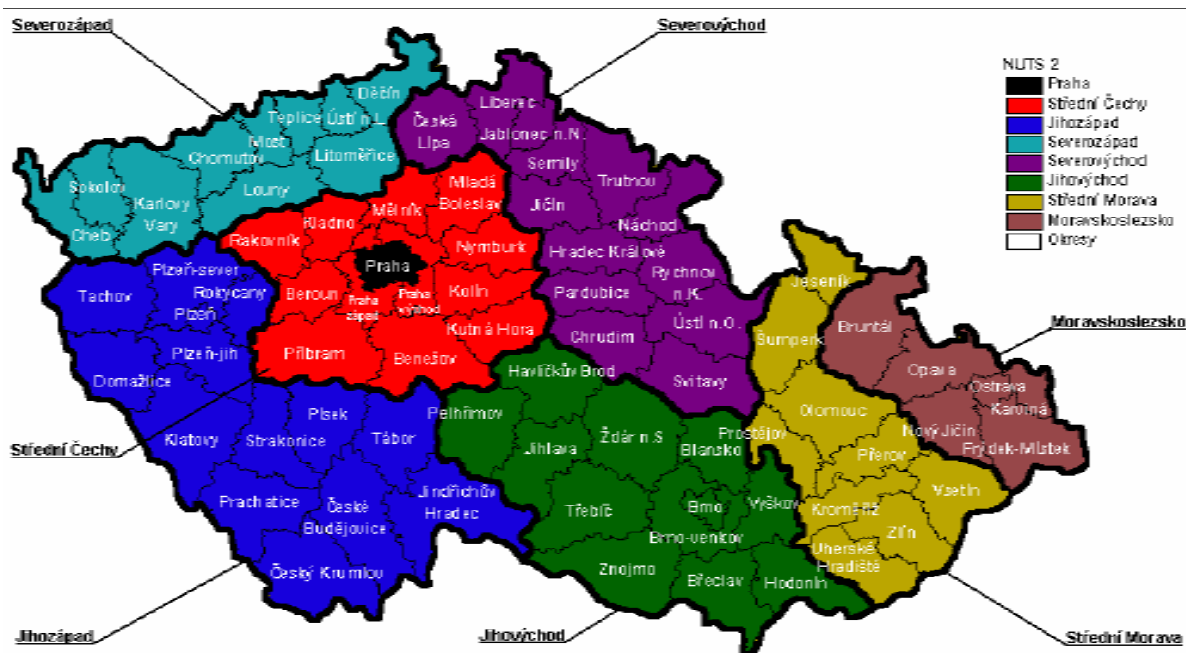 Severozápad
Severovýchod
NUTS 2
Praha
Střední Čechy
Jihozápad
Severozápad
Severovýchod
Jihovýchod
Střední Morava
Moravskoslezsko
Okresy
Děčín
Teplice
Ústí n.L.
Most
Chomutov
Litoměřice
Sokolov
Karlovy
Vary
Louny
Cheb
Česká
Lípa
Liberec
Jablonec n.N.
Semily
Trutnov
Jičín
Náchod
Hradec Králové
Rychnov
n.K.
Pardubice
Ústí n.O.
Chrudim
Svitavy
Mladá
Boleslav
Mělník
Kladno
Rakovník
Nymburk
Praha
Beroun
Praha
západ
Praha
východ
Kolín
Kutná Hora
Příbram
Benešov
Plzeň-sever
Tachov
Rokycany
Plzeň
Plzeň-jih
Domažlice
Klatovy
Písek
Strakonice
Tábor
Prachatice
České
Budějovice
Jindřichův
Hradec
Český Krumlov
Havlíčkův Brod
Pelhřimov
Jihlava
Žďár n.S
Blansko
Třebíč
Brno
Vyškov
Brno-venkov
Znojmo
Břeclav
Hodonín
Jeseník
Šumperk
Olomouc
Prostějov
Přerov
Kroměříž
Vsetín
Zlín
Uherské
Hradiště
Bruntál
Opava
Ostrava
Karviná
Nový Jičín
Frýdek-Místek
Moravskoslezsko
Střední Čechy
Jihozápad
Jihovýchod
Střední Morava